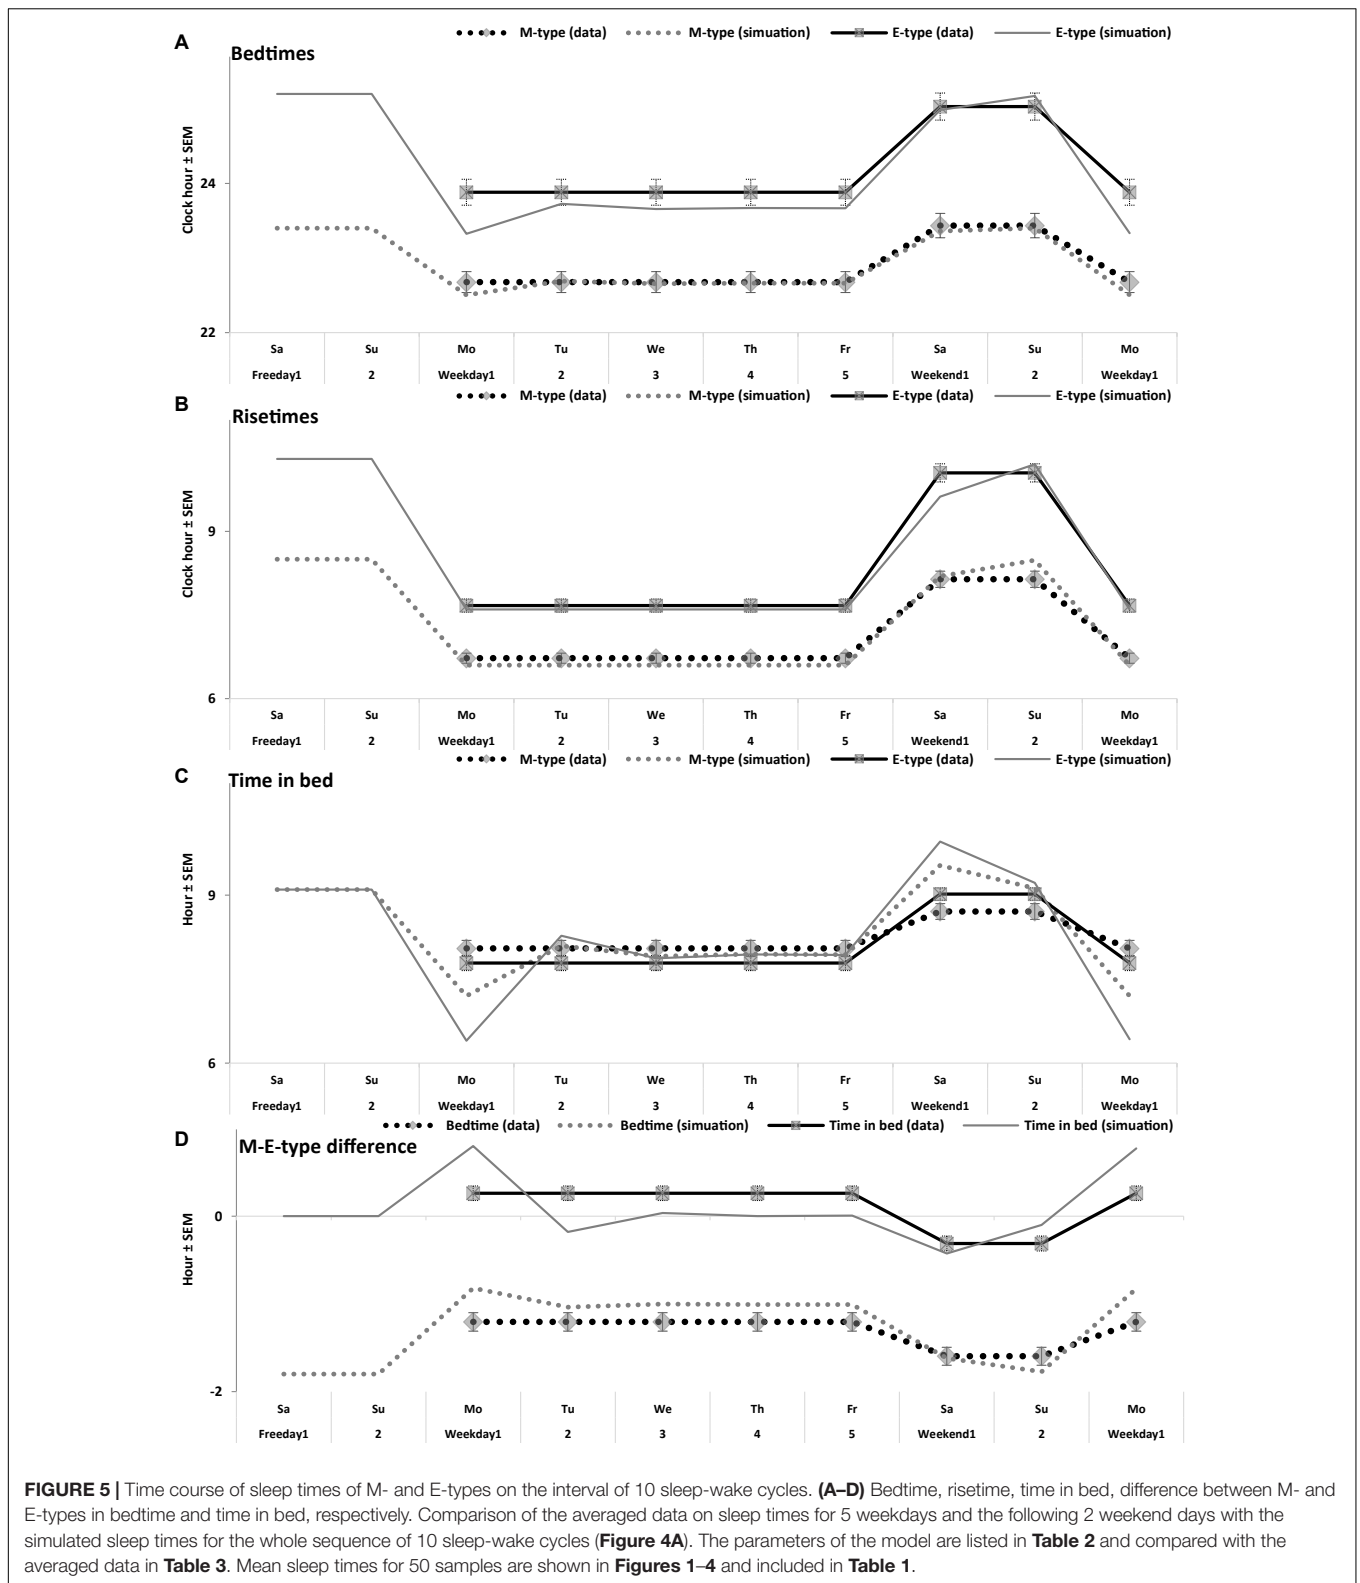 A
M-type (data) M-type (simuation) E-type (data) E-type (simuation)
Bedtimes
Clock hour ± SEM
24
22
Sa Su Mo Tu We Th Fr Sa Su Mo
Freeday1 2 Weekday1 2 3 4 5 Weekend1 2 Weekday1
B
M-type (data) M-type (simuation) E-type (data) E-type (simuation)
Risetimes
Clock hour ± SEM
9
6
Sa Su Mo Tu We Th Fr Sa Su Mo
Freeday1 2 Weekday1 2 3 4 5 Weekend1 2 Weekday1
M-type (data) M-type (simuation) E-type (data) E-type (simuation)
C
Time in bed
Hour ± SEM
9
6
Sa Su Mo Tu We Th Fr Sa Su Mo
Freeday1 2 Weekday1 2 3 4 5 Weekend1 2 Weekday1
Bedtime (data) Bedtime (simuation) Time in bed (data) Time in bed (simuation)
D
M-E-type difference
Hour ± SEM
0
-2
Sa Su Mo Tu We Th Fr Sa Su Mo
Freeday1 2 Weekday1 2 3 4 5 Weekend1 2 Weekday1
FIGURE 5 | Time course of sleep times of M- and E-types on the interval of 10 sleep-wake cycles. (A–D) Bedtime, risetime, time in bed, difference between M- and
E-types in bedtime and time in bed, respectively. Comparison of the averaged data on sleep times for 5 weekdays and the following 2 weekend days with the
simulated sleep times for the whole sequence of 10 sleep-wake cycles (Figure 4A). The parameters of the model are listed in Table 2 and compared with the
averaged data in Table 3. Mean sleep times for 50 samples are shown in Figures 1–4 and included in Table 1.